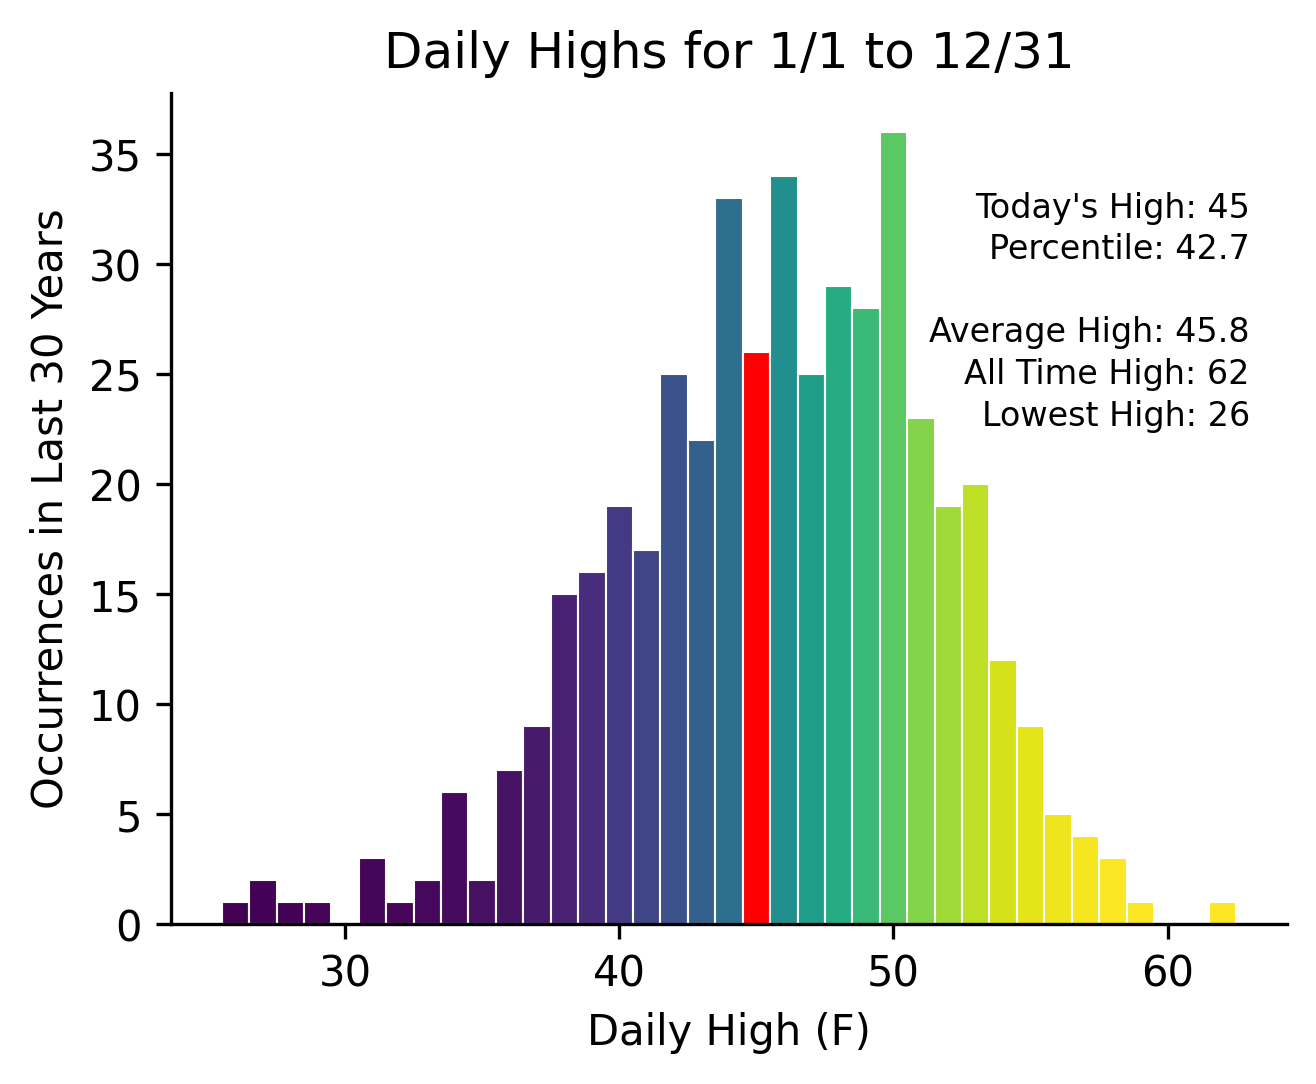 Daily Highs for 1/1 to 12/31
35
30
25
20
15
10
5
0
Occurrences in Last 30 Years
Today's High: 45
Percentile: 42.7
Average High: 45.8
All Time High: 62
Lowest High: 26
30 40 50 60
Daily High (F)